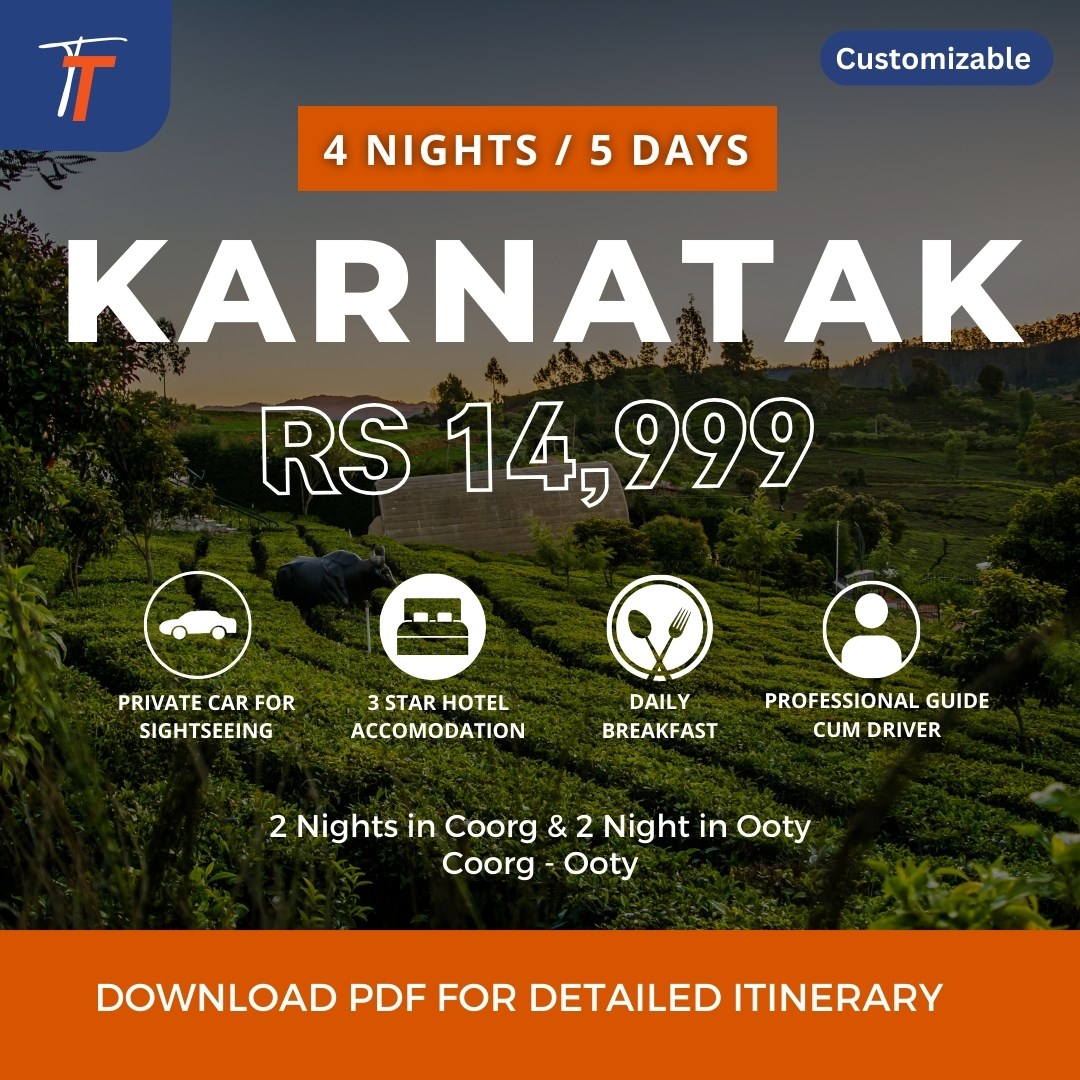 TT
Customizable
4 NIGHTS / 5 DAYS
KARNATAK
RS 14,999
PRIVATE CAR FOR
SIGHTSEEING
3 STAR HOTEL
ACCOMODATION
DAILY
BREAKFAST
PROFESSIONAL GUIDE
CUM DRIVER
2 Nights in Coorg & 2 Night in Ooty
Coorg - Ooty
DOWNLOAD PDF FOR DETAILED ITINERARY